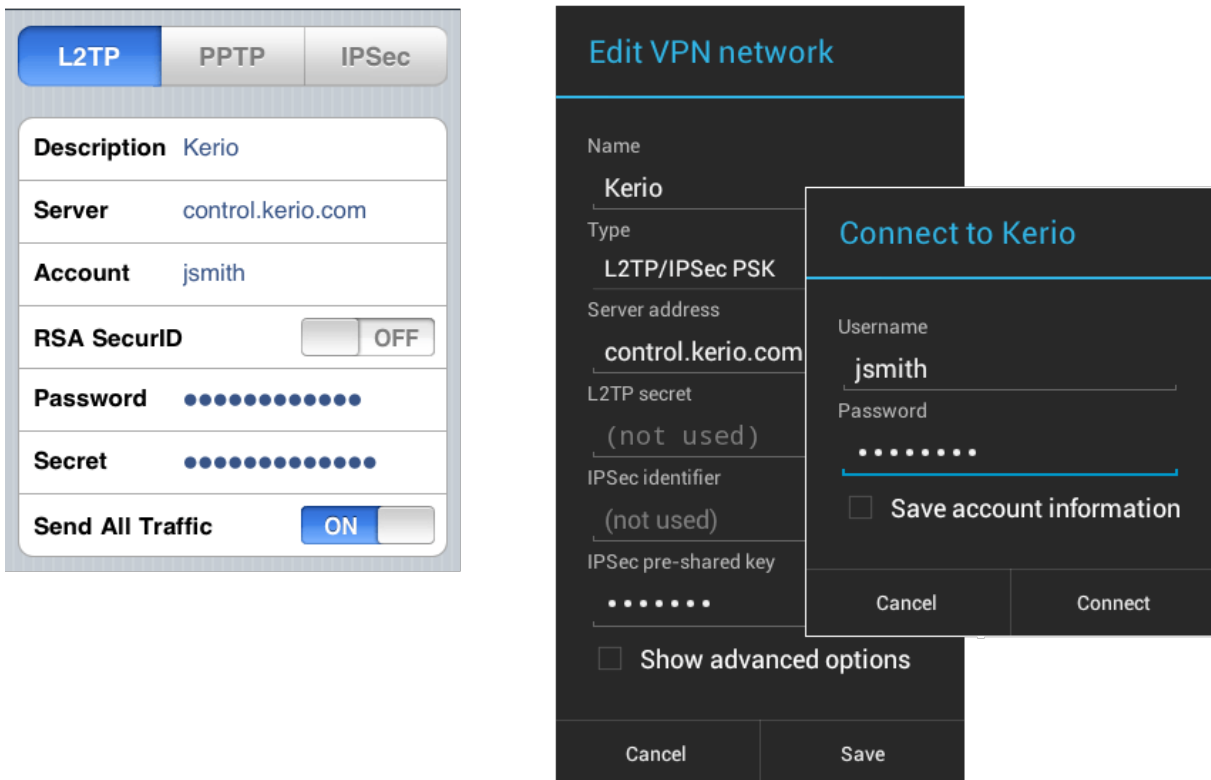 L2TP PPTP IPSec
Description Kerio
Server control.kerio.com
Account jsmith
RSA SecurID OFF
Password ••••••••••••
Secret •••••••••••••
Send All Traffic ON
Edit VPN network
Name
Kerio
Type
L2TP/IPSec PSK
Server address
control.kerio.com
L2TP secret
(not used)
IPSec identifier
(not used)
IPSec pre-shared key
•••••••
Show advanced options
Cancel Save
Connect to Kerio
Username
jsmith
Password
••••••••
Save account information
Cancel Connect